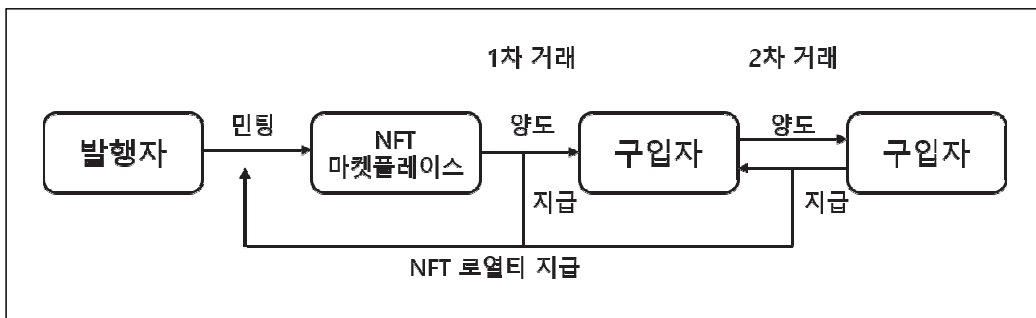 1차 거래
2차 거래
발행자
민팅
NFT
마켓플레이스
양도
구입자
양도
구입자
지급
지급
NFT 로열티 지급